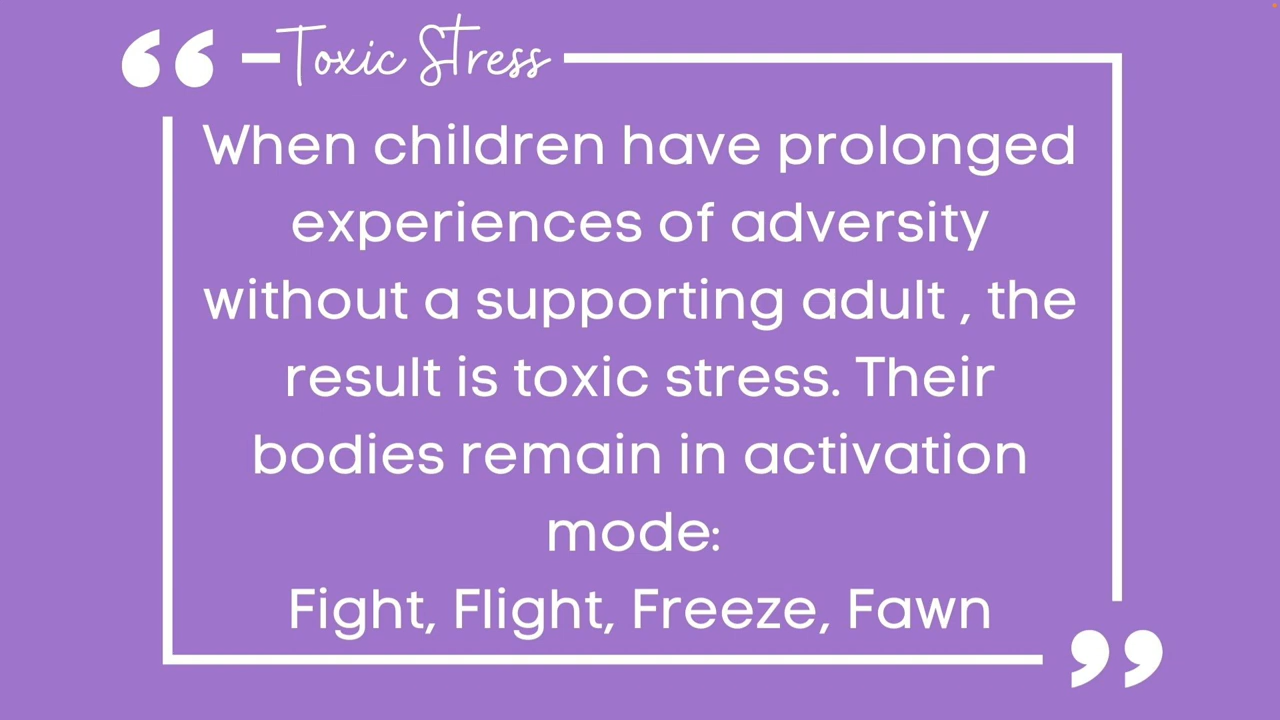 Toxic Stress
When children have prolonged
experiences of adversity
without a supporting adult , the
result is toxic stress. Their
bodies remain in activation
mode:
Fight, Flight, Freeze, Fawn